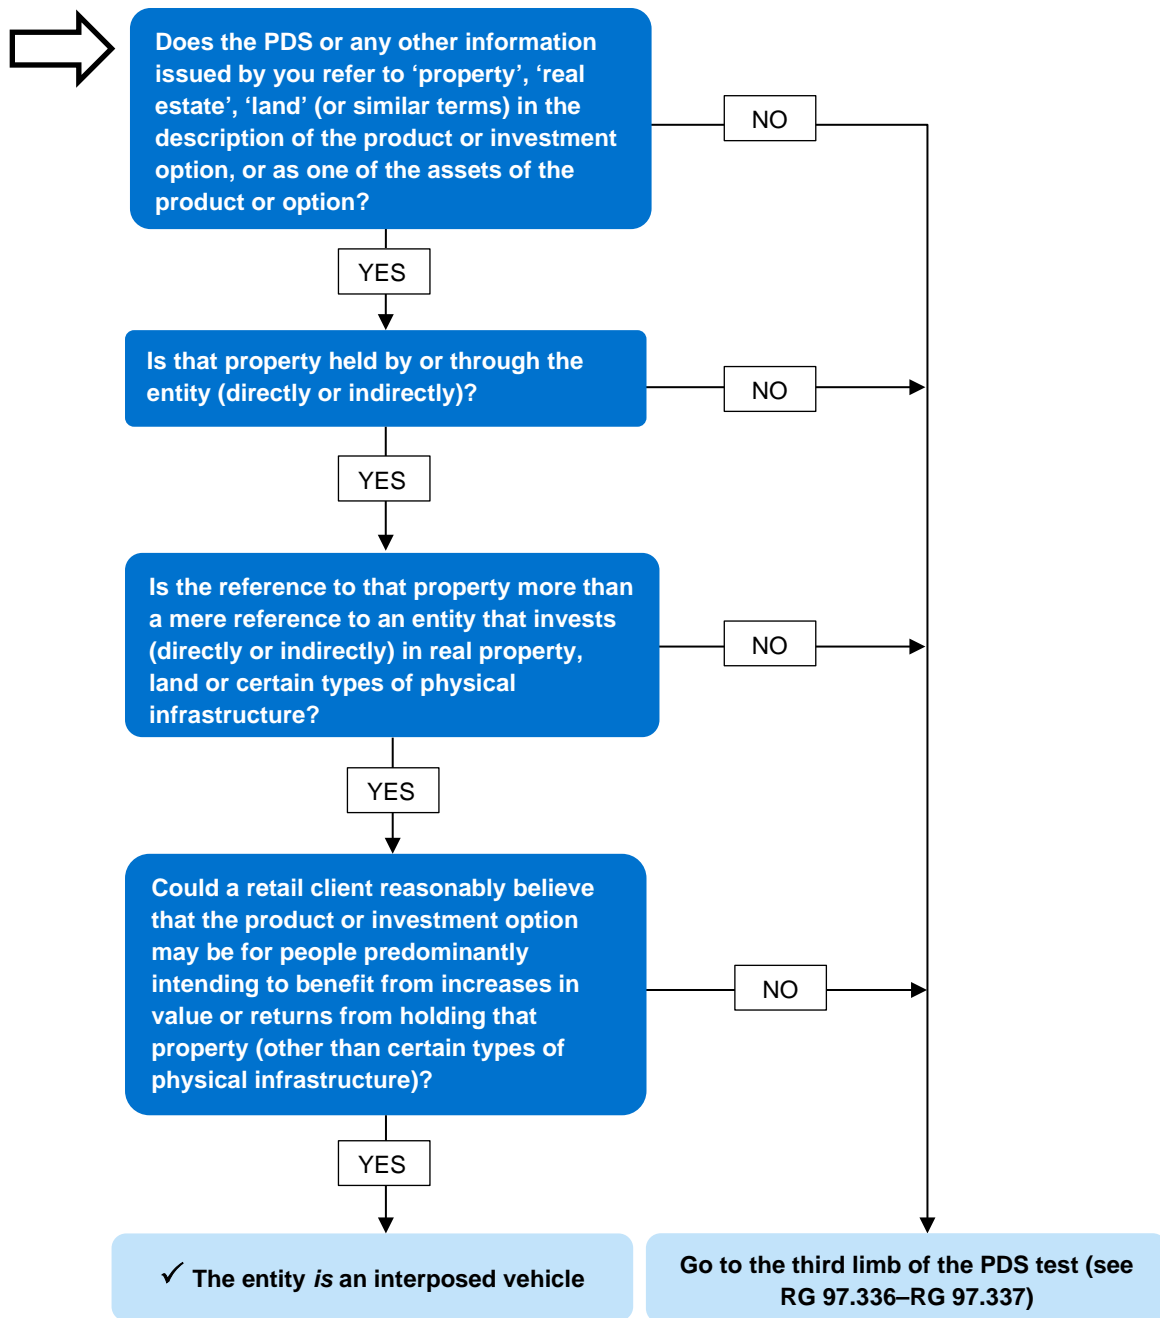 Does the PDS or any other information
issued by you refer to ‘property’, ‘real
estate’, ‘land’ (or similar terms) in the
description of the product or investment
option, or as one of the assets of the
product or option?
NO
YES
Is that property held by or through the
entity (directly or indirectly)?
NO
YES
Is the reference to that property more than
a mere reference to an entity that invests
(directly or indirectly) in real property,
land or certain types of physical
infrastructure?
NO
YES
Could a retail client reasonably believe
that the product or investment option
may be for people predominantly
intending to benefit from increases in
value or returns from holding that
property (other than certain types of
physical infrastructure)?
NO
YES
✓ The entity is an interposed vehicle
Go to the third limb of the PDS test (see
RG 97.336–RG 97.337)